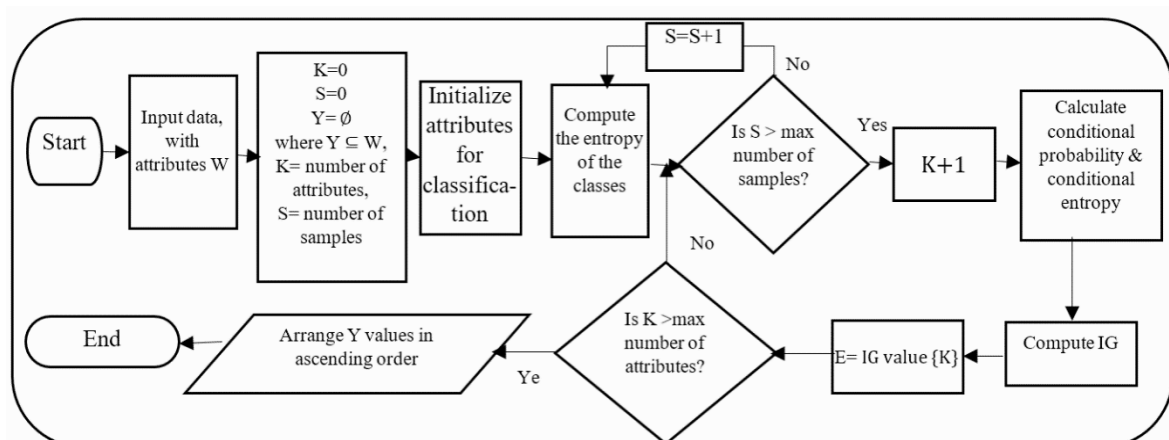 Start
Input data,
with
attributes W
K=0
S=0
Y= ∅
where Y ⊆ W,
K= number of
attributes,
S= number of
samples
Initialize
attributes
for
classifica-
tion
Compute
the entropy
of the
classes
S=S+1
No
Is S > max
number of
samples?
Yes
K+1
Calculate
conditional
probability &
conditional
entropy
Compute IG
E= IG value {K}
Is K >max
number of
attributes?
No
Ye
Arrange Y values in
ascending order
End